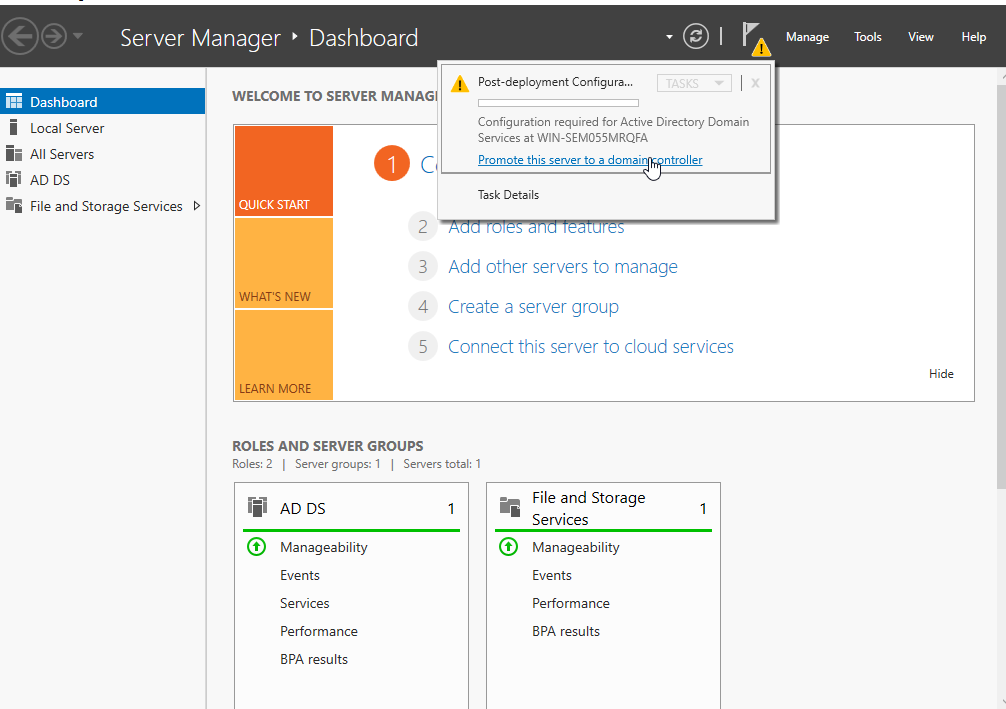 Server Manager ‣ Dashboard
Manage
Tools
View
Help
Dashboard
Local Server
All Servers
AD DS
File and Storage Services
WELCOME TO SERVER MANAG
Post-deployment Configura...
TASKS
X
Configuration required for Active Directory Domain
Services at WIN-SEM055MRQFA
Promote this server to a domain controller
Task Details
QUICK START
WHAT'S NEW
LEARN MORE
1 Co
2 Add roles and features
3 Add other servers to manage
4 Create a server group
5 Connect this server to cloud services
Hide
ROLES AND SERVER GROUPS
Roles: 2 | Server groups: 1 | Servers total: 1
AD DS 1
Manageability
Events
Services
Performance
BPA results
File and Storage
Services 1
Manageability
Events
Performance
BPA results